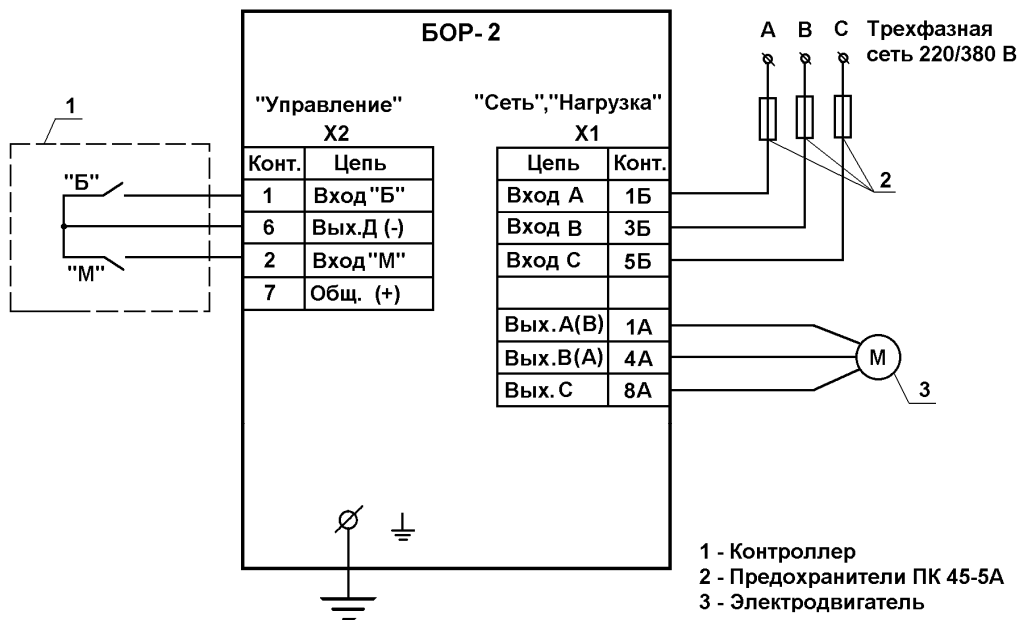 БОР-2
А В С Трехфазная
сеть 220/380 В
"Управление"
Х2
"Сеть","Нагрузка"
Х1
1
Конт. Цепь
1 Вход "Б"
6 Вых.Д (-)
2 Вход "М"
7 Общ. (+)
"Б"
"М"
Цепь Конт.
Вход А 1Б
Вход В 3Б
Вход С 5Б
Вых.А(В) 1А
Вых.В(А) 4А
Вых.С 8А
2
М
3
1 - Контроллер
2 - Предохранители ПК 45-5А
3 - Электродвигатель